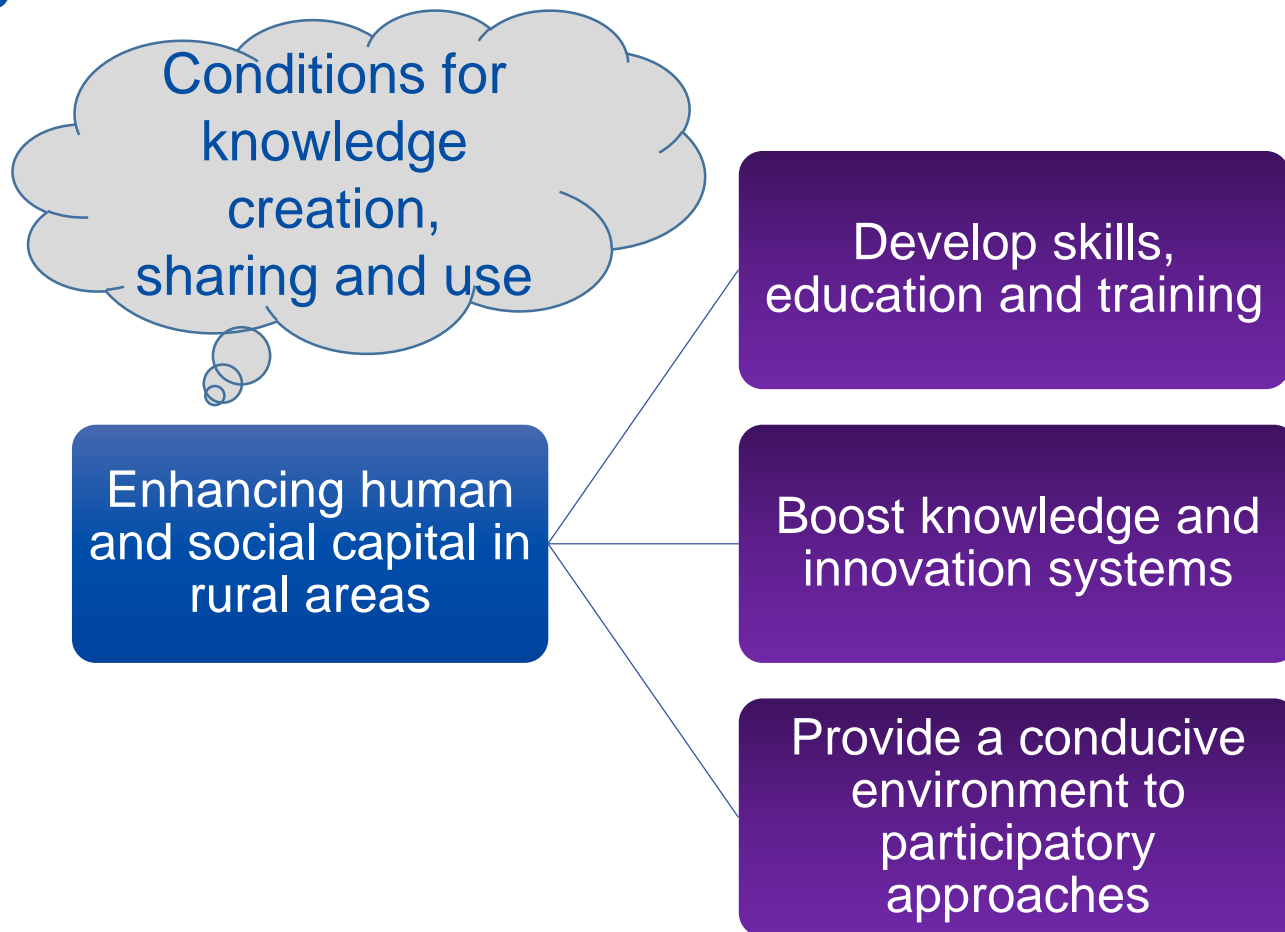 Conditions for
knowledge
creation,
sharing and use
Enhancing human
and social capital in
rural areas
Develop skills,
education and training
Boost knowledge and
innovation systems
Provide a conducive
environment to
participatory
approaches